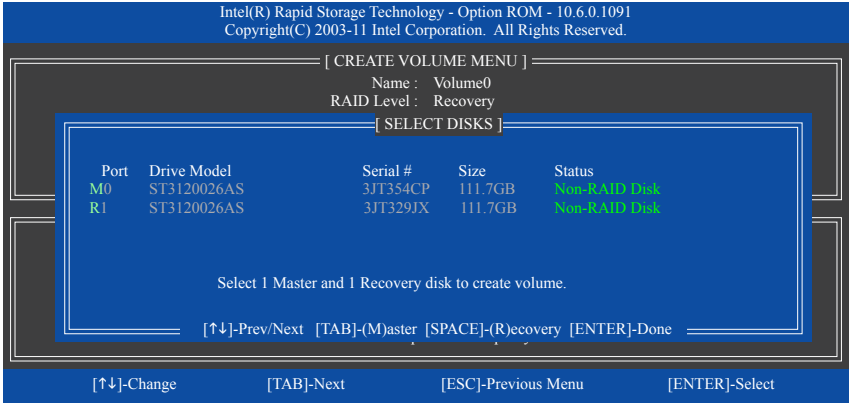 Intel(R) Rapid Storage Technology - Option ROM - 10.6.0.1091
Copyright(C) 2003-11 Intel Corporation. All Rights Reserved.
[ CREATE VOLUME MENU ]
Name : Volume0
RAID Level : Recovery
[ SELECT DISKS ]
Port Drive Model Serial # Size Status
M0 ST3120026AS 3JT354CP 111.7GB Non-RAID Disk
R1 ST3120026AS 3JT329JX 111.7GB Non-RAID Disk
Select 1 Master and 1 Recovery disk to create volume.
[↑↓]-Prev/Next [TAB]-(M)aster [SPACE]-(R)ecovery [ENTER]-Done
[↑↓]-Change [TAB]-Next [ESC]-Previous Menu [ENTER]-Select